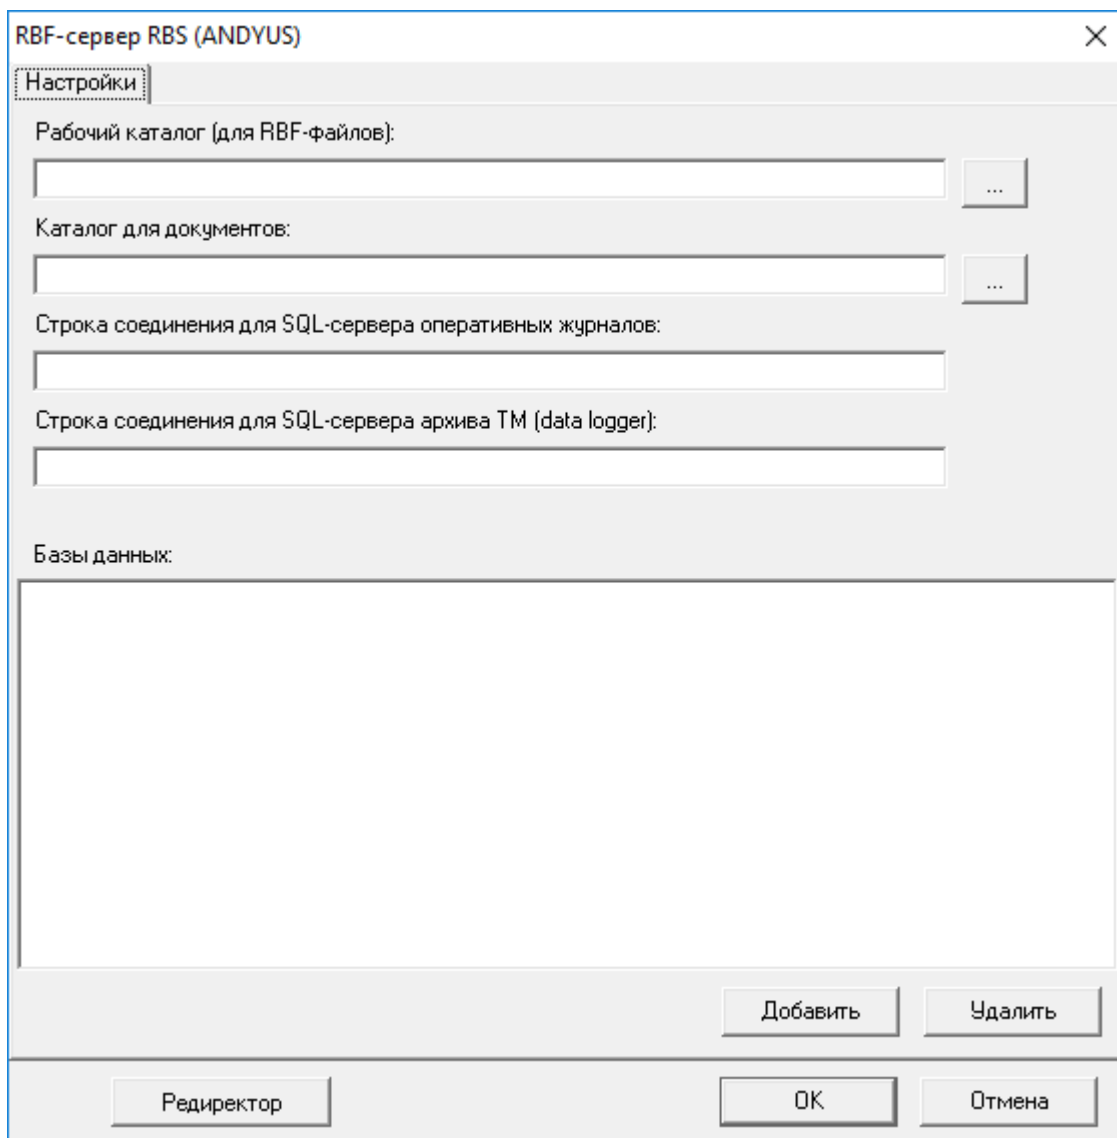 RBF-сервер RBS (ANDYUS)
Настройки
Рабочий каталог (для RBF-файлов):
...
Каталог для документов:
...
Строка соединения для SQL-сервера оперативных журналов:
Строка соединения для SQL-сервера архива ТМ (data logger):
Базы данных:
Добавить Удалить
Редиректор OK Отмена